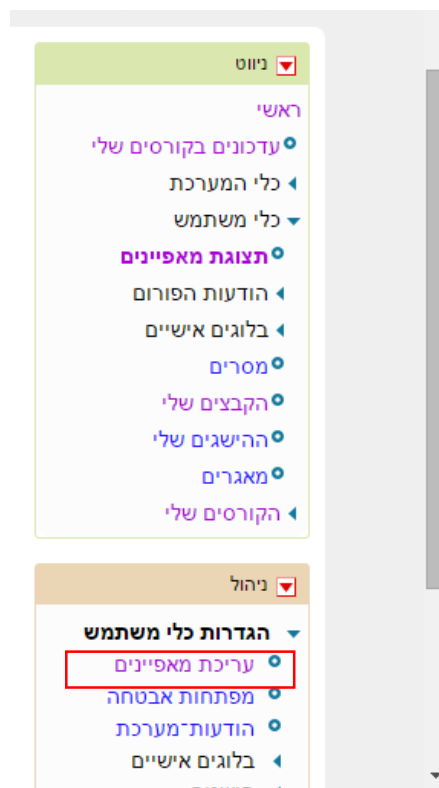 ניווט
ראשי
עדכונים בקורסים שלי
כלי המערכת
כלי משתמש
תצוגת מאפיינים
הודעות הפורום
בלוגים אישיים
מסרים
הקבצים שלי
ההישגים שלי
מאגרים
הקורסים שלי
ניהול
הגדרות כלי משתמש
עריכת מאפיינים
מפתחות אבטחה
הודעות־מערכת
בלוגים אישיים